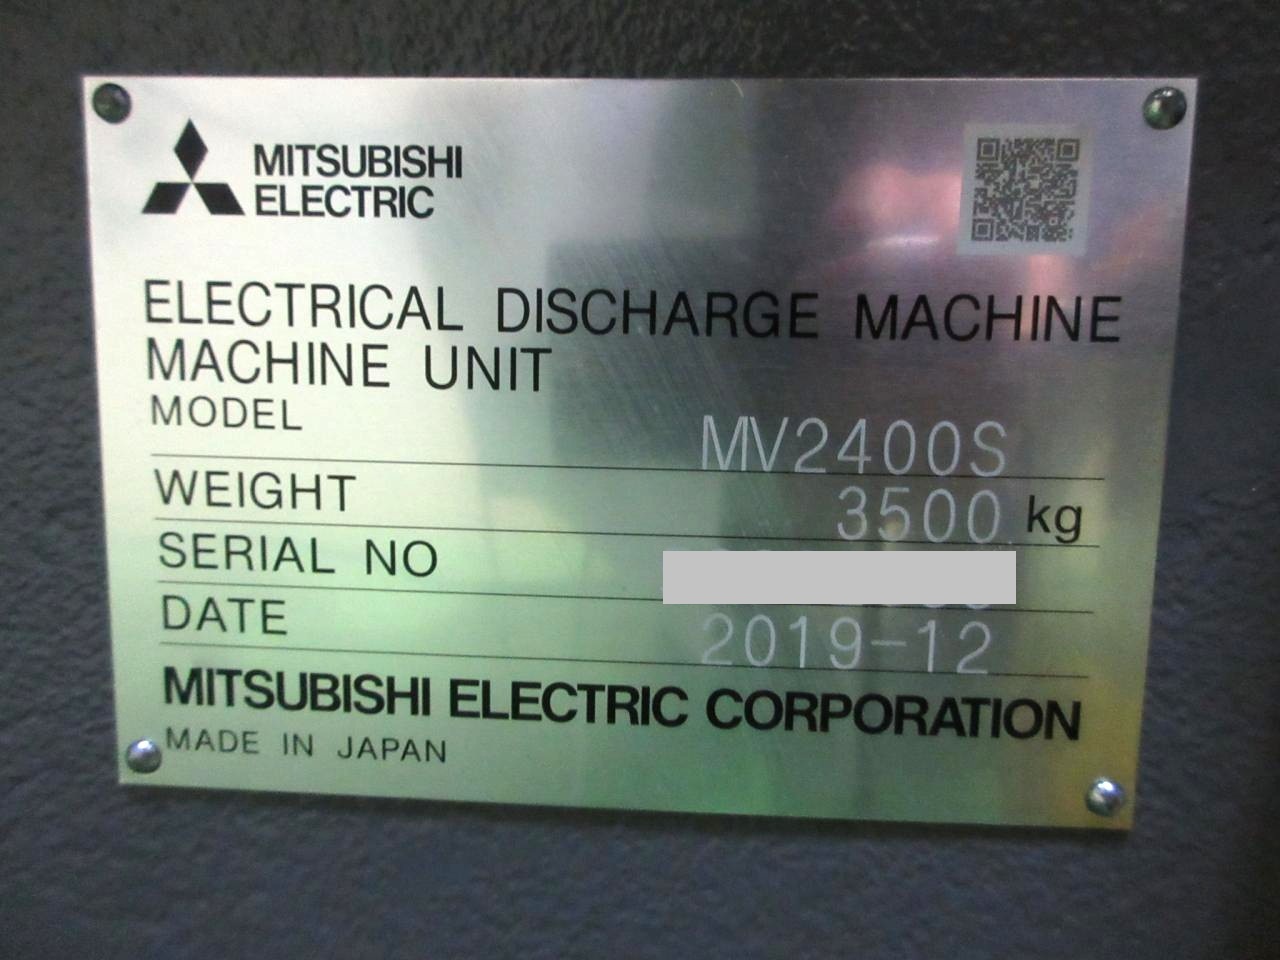 MITSUBISHI
ELECTRIC
ELECTRICAL DISCHARGE MACHINE
MACHINE UNIT
MODEL MV2400S
WEIGHT 3500 kg
SERIAL NO
DATE 2019-12
MITSUBISHI ELECTRIC CORPORATION
MADE IN JAPAN